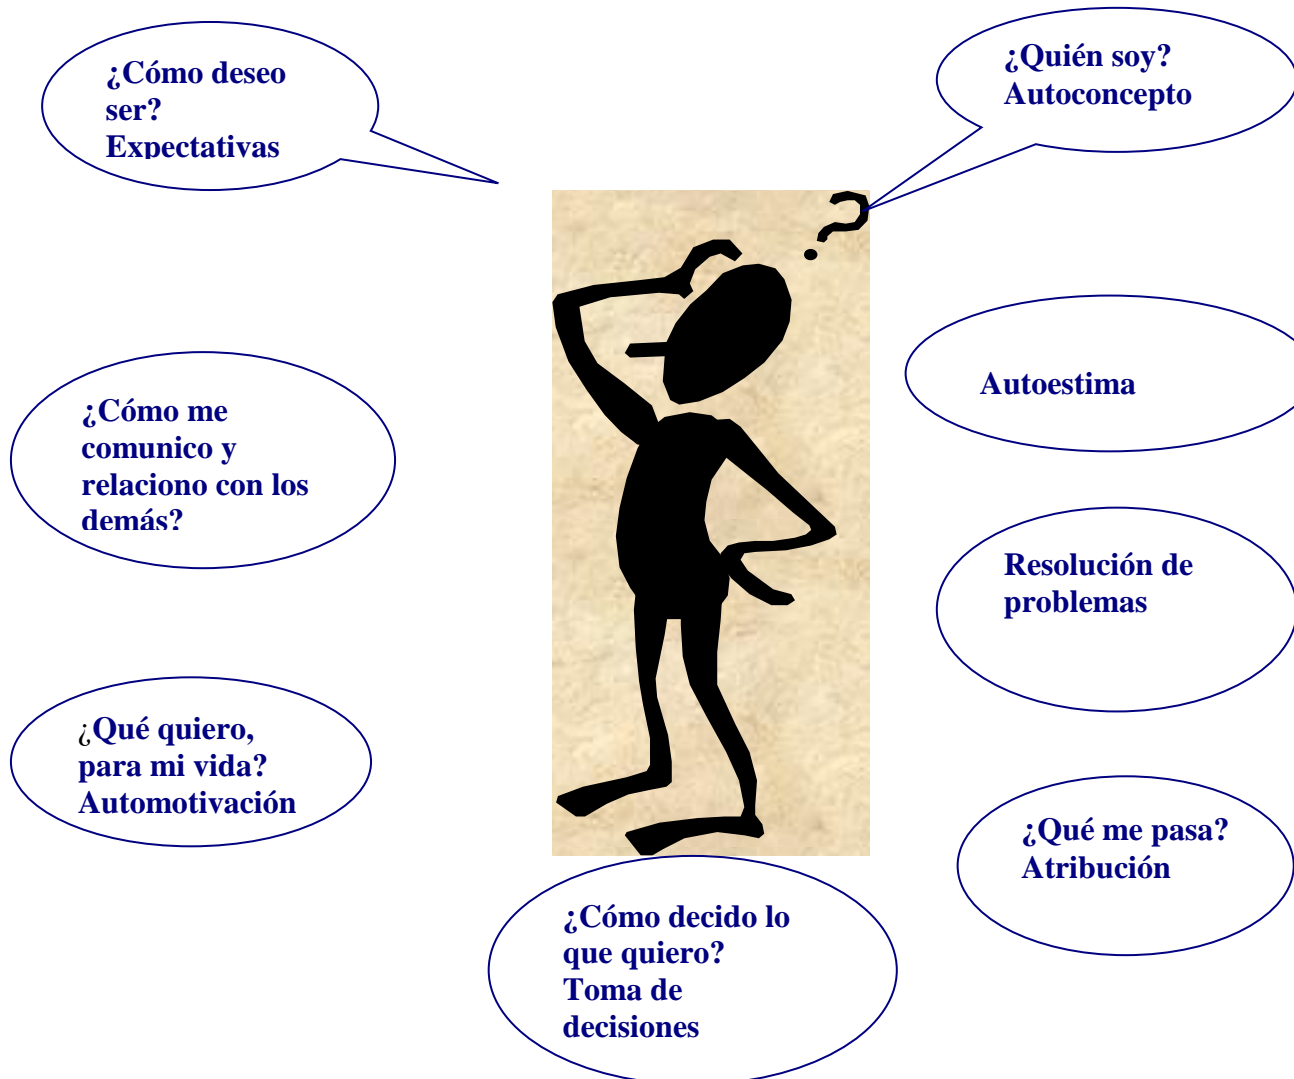 ¿Cómo deseo
ser?
Expectativas
¿Quién soy?
Autoconcepto
Autoestima
¿Cómo me
comunico y
relaciono con los
demás?
Resolución de
problemas
¿Qué quiero,
para mi vida?
Automotivación
¿Qué me pasa?
Atribución
¿Cómo decido lo
que quiero?
Toma de
decisiones